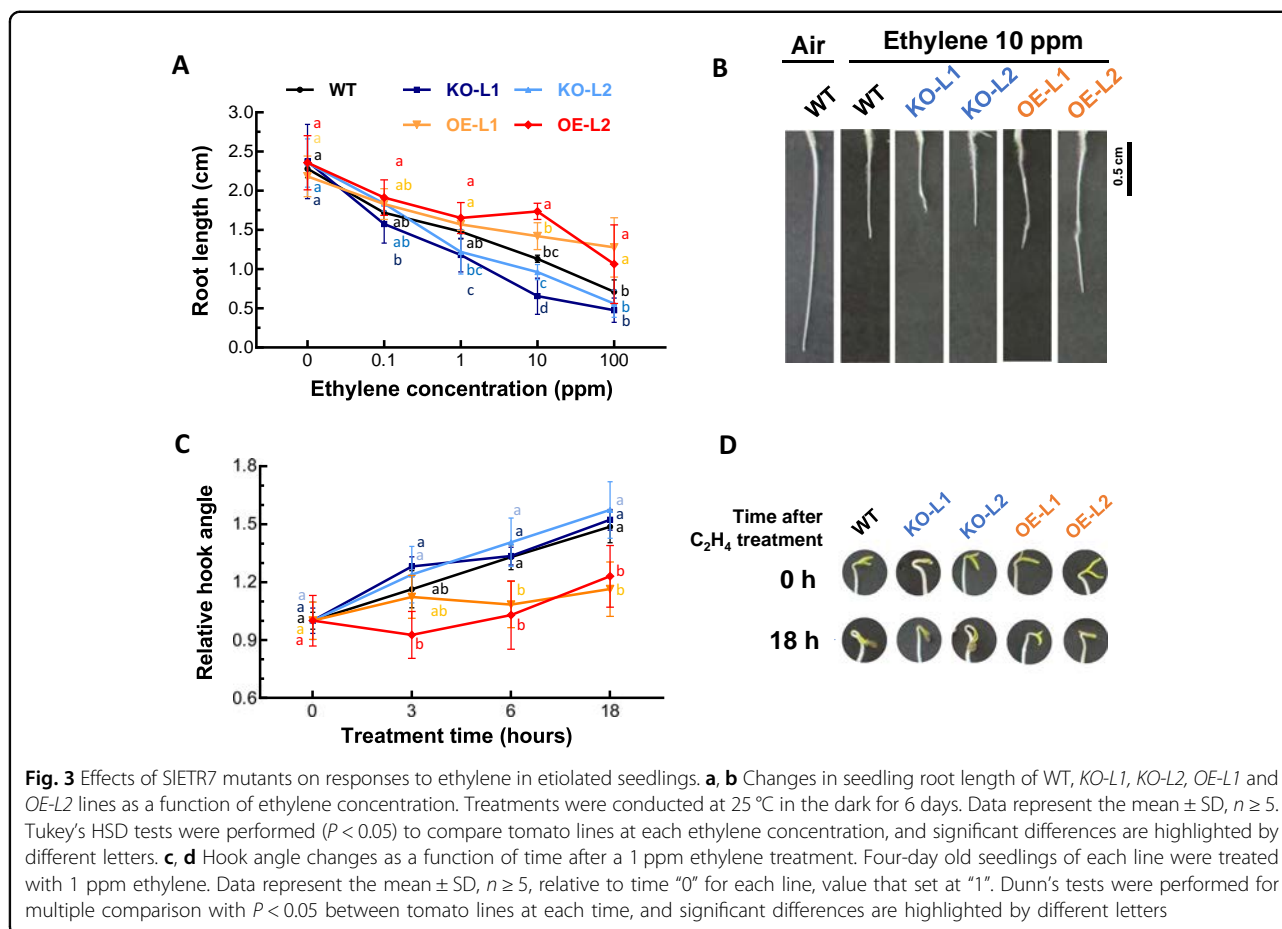 A
WT KO-L1 KO-L2
OE-L1 OE-L2
Root length (cm)
3.0
2.5
2.0
1.5
1.0
0.5
0.0
a
a
a
a
a
a
ab
ab
ab
b
a
a
ab
bc
c
a
b
bc
c
d
a
a
b
b
b
0 0.1 1 10 100
Ethylene concentration (ppm)
B
Air Ethylene 10 ppm
WT WT KO-L1 KO-L2 OE-L1 OE-L2
0.5 cm
C
Relative hook angle
1.8
1.5
1.2
0.9
0.6
a
a
a
a
a
a
a
ab
ab
b
a
a
a
b
b
a
a
a
b
b
0 3 6 18
Treatment time (hours)
D
Time after
C₂H₄ treatment
WT KO-L1 KO-L2 OE-L1 OE-L2
0 h
18 h
Fig. 3 Effects of SlETR7 mutants on responses to ethylene in etiolated seedlings. a, b Changes in seedling root length of WT, KO-L1, KO-L2, OE-L1 and
OE-L2 lines as a function of ethylene concentration. Treatments were conducted at 25 °C in the dark for 6 days. Data represent the mean ± SD, n ≥ 5.
Tukey's HSD tests were performed (P < 0.05) to compare tomato lines at each ethylene concentration, and significant differences are highlighted by
different letters. c, d Hook angle changes as a function of time after a 1 ppm ethylene treatment. Four-day old seedlings of each line were treated
with 1 ppm ethylene. Data represent the mean ± SD, n ≥ 5, relative to time “0” for each line, value that set at “1”. Dunn's tests were performed for
multiple comparison with P < 0.05 between tomato lines at each time, and significant differences are highlighted by different letters